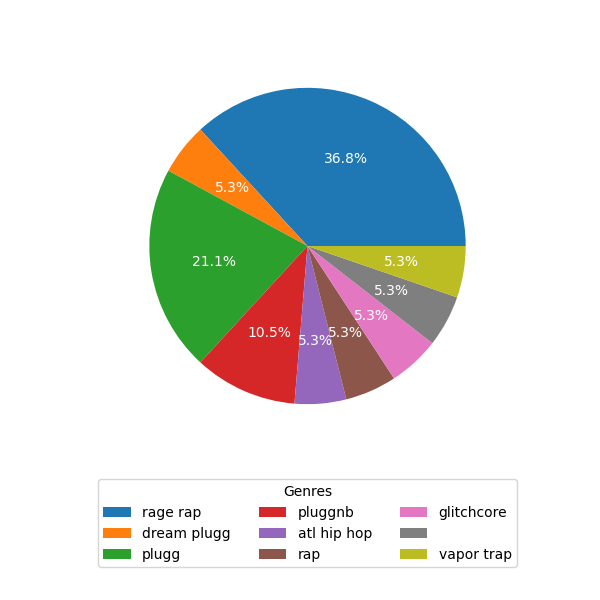 36.8%
5.3%
21.1%
10.5%
5.3%
5.3%
5.3%
5.3%
5.3%
Genres
rage rap
dream plugg
plugg
pluggnb
atl hip hop
rap
glitchcore
vapor trap